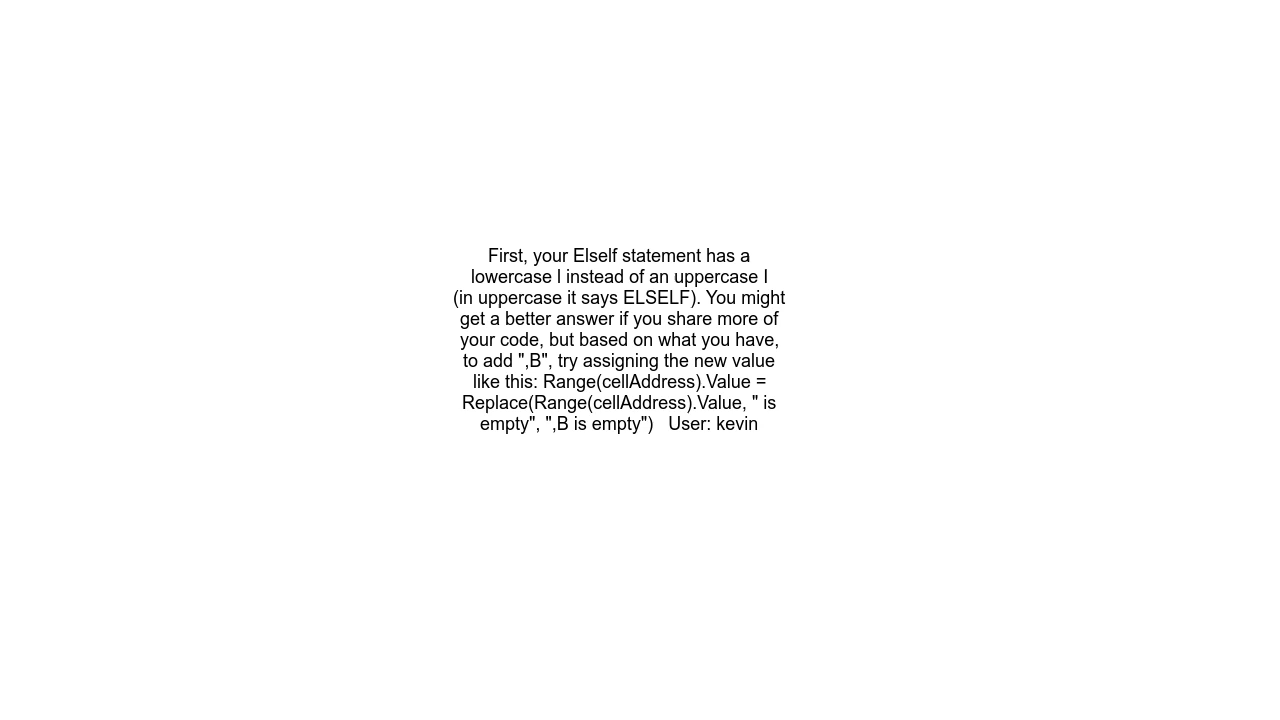 First, your Elself statement has a
lowercase l instead of an uppercase I
(in uppercase it says ELSELF). You might
get a better answer if you share more of
your code, but based on what you have,
to add ",B", try assigning the new value
like this: Range(cellAddress).Value =
Replace(Range(cellAddress).Value, " is
empty", ",B is empty")   User: kevin